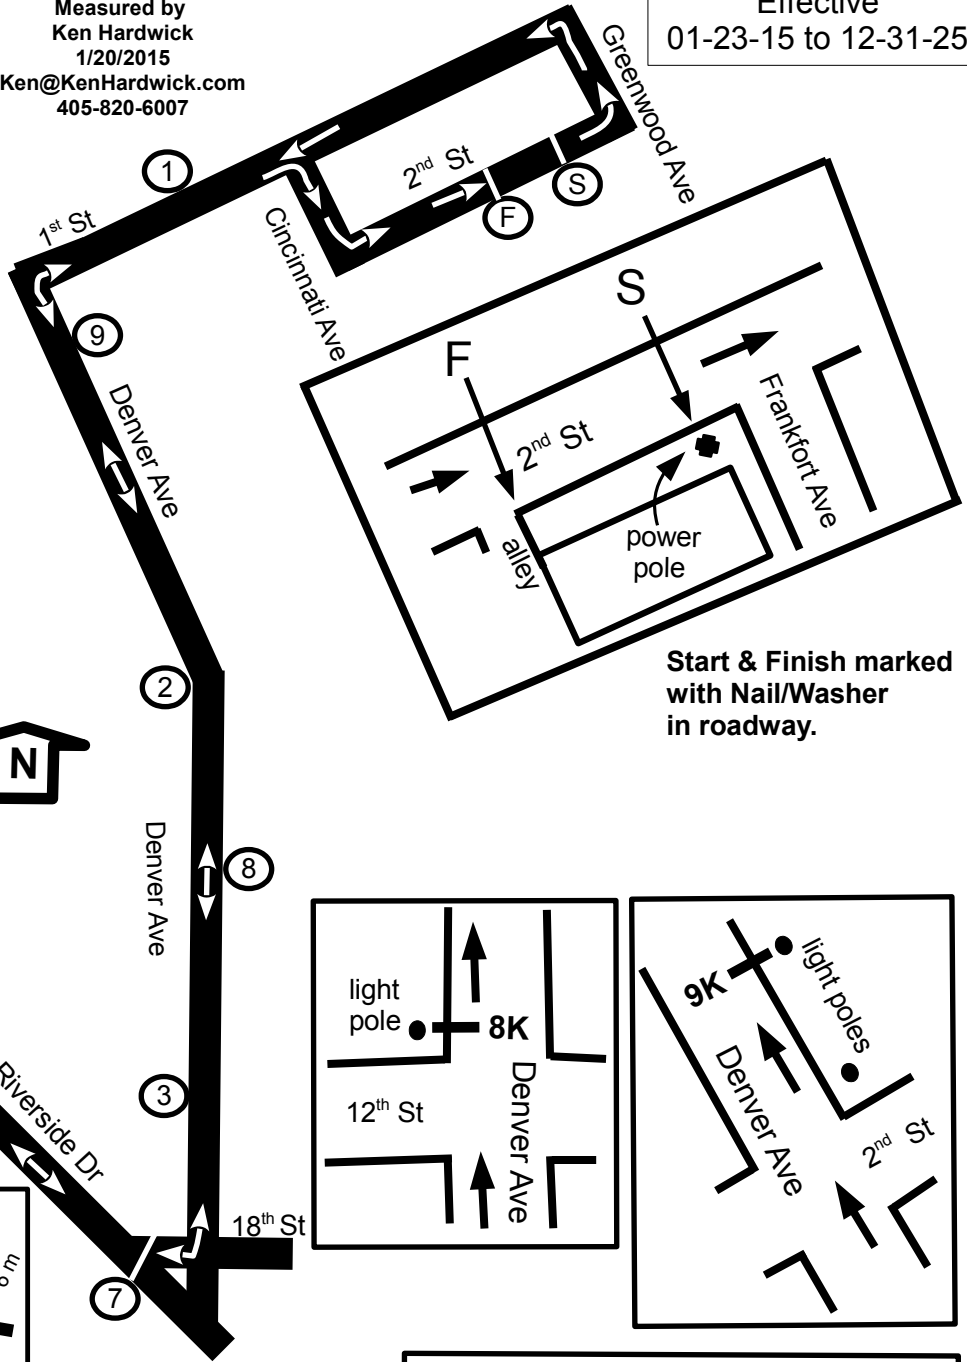 Measured by
Ken Hardwick
1/20/2015
Ken@KenHardwick.com
405-820-6007
Effective
01-23-15 to 12-31-25
Greenwood Ave
1
2nd St
S
F
1st St
Cincinnati Ave
9
Denver Ave
S
F
2nd St
Frankfort Ave
alley
power
pole
Start & Finish marked
with Nail/Washer
in roadway.
2
N
Denver Ave
8
3
Riverside Dr
18th St
7
light
pole
8K
12th St
Denver Ave
9K
light poles
Denver Ave
2nd St